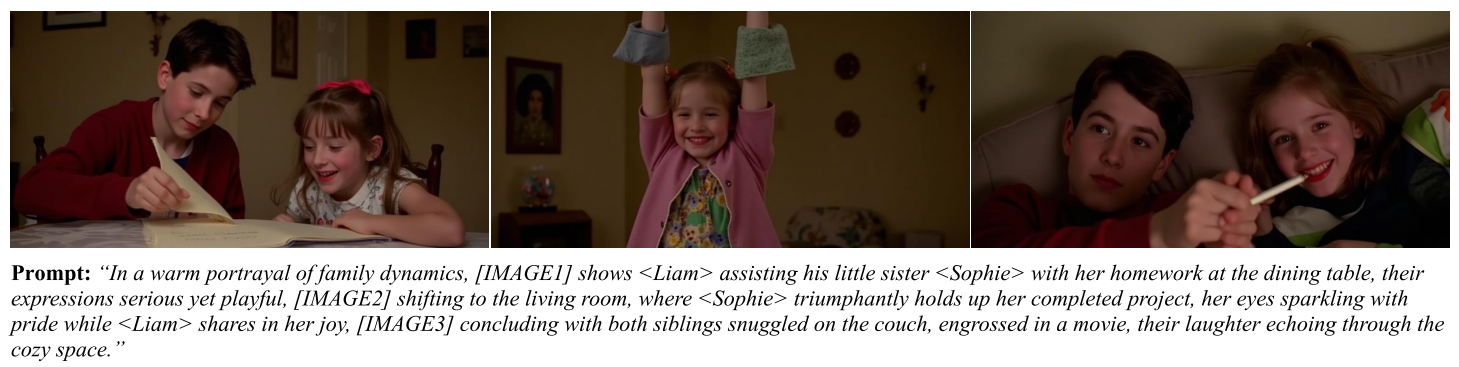 Prompt: “In a warm portrayal of family dynamics, [IMAGE1] shows <Liam> assisting his little sister <Sophie> with her homework at the dining table, their
expressions serious yet playful, [IMAGE2] shifting to the living room, where <Sophie> triumphantly holds up her completed project, her eyes sparkling with
pride while <Liam> shares in her joy, [IMAGE3] concluding with both siblings snuggled on the couch, engrossed in a movie, their laughter echoing through the
cozy space.”